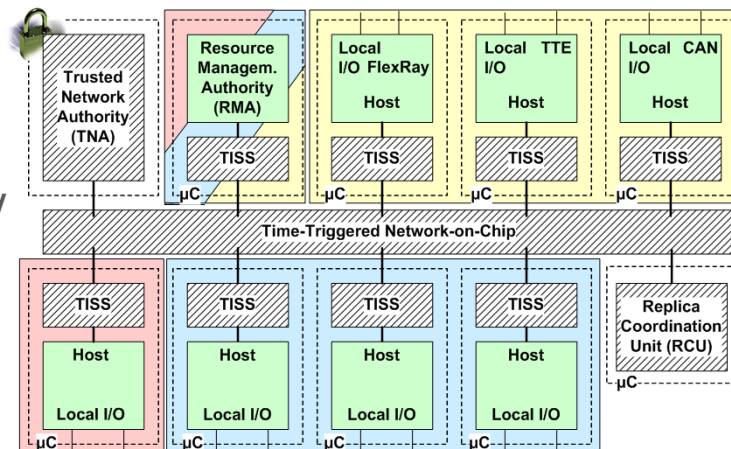 Trusted
Network
Authority
(TNA)
Resource
Managem.
Authority
(RMA)
TISS
µC
Local
I/O FlexRay
Host
TISS
µC
Local TTE
I/O
Host
TISS
µC
Local CAN
I/O
Host
TISS
µC
Time-Triggered Network-on-Chip
TISS
Host
Local I/O
µC
TISS
Host
Local I/O
µC
TISS
Host
Local I/O
µC
TISS
Host
Local I/O
µC
Replica
Coordination
Unit (RCU)
µC